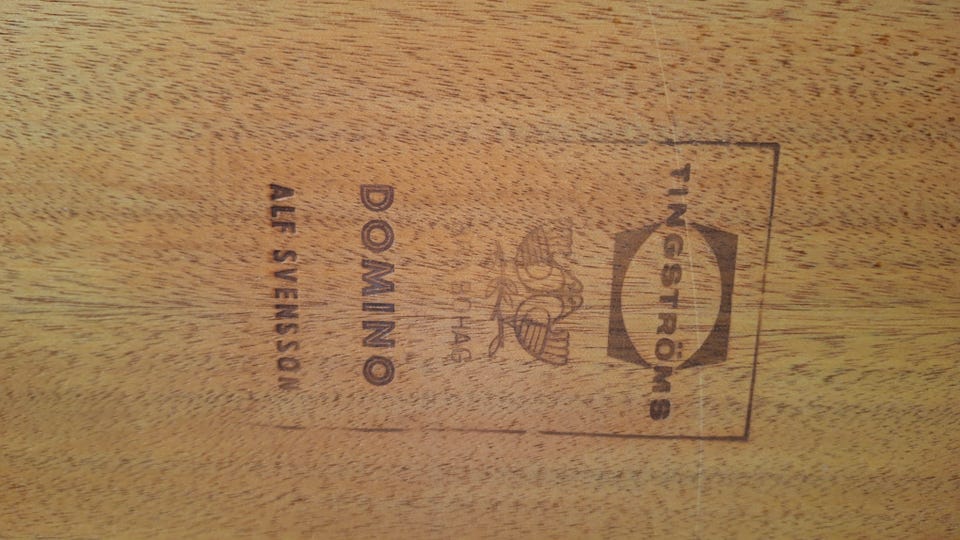 TINGSTRÖMS
BOHAG
DOMINO
ALF SVENSSON